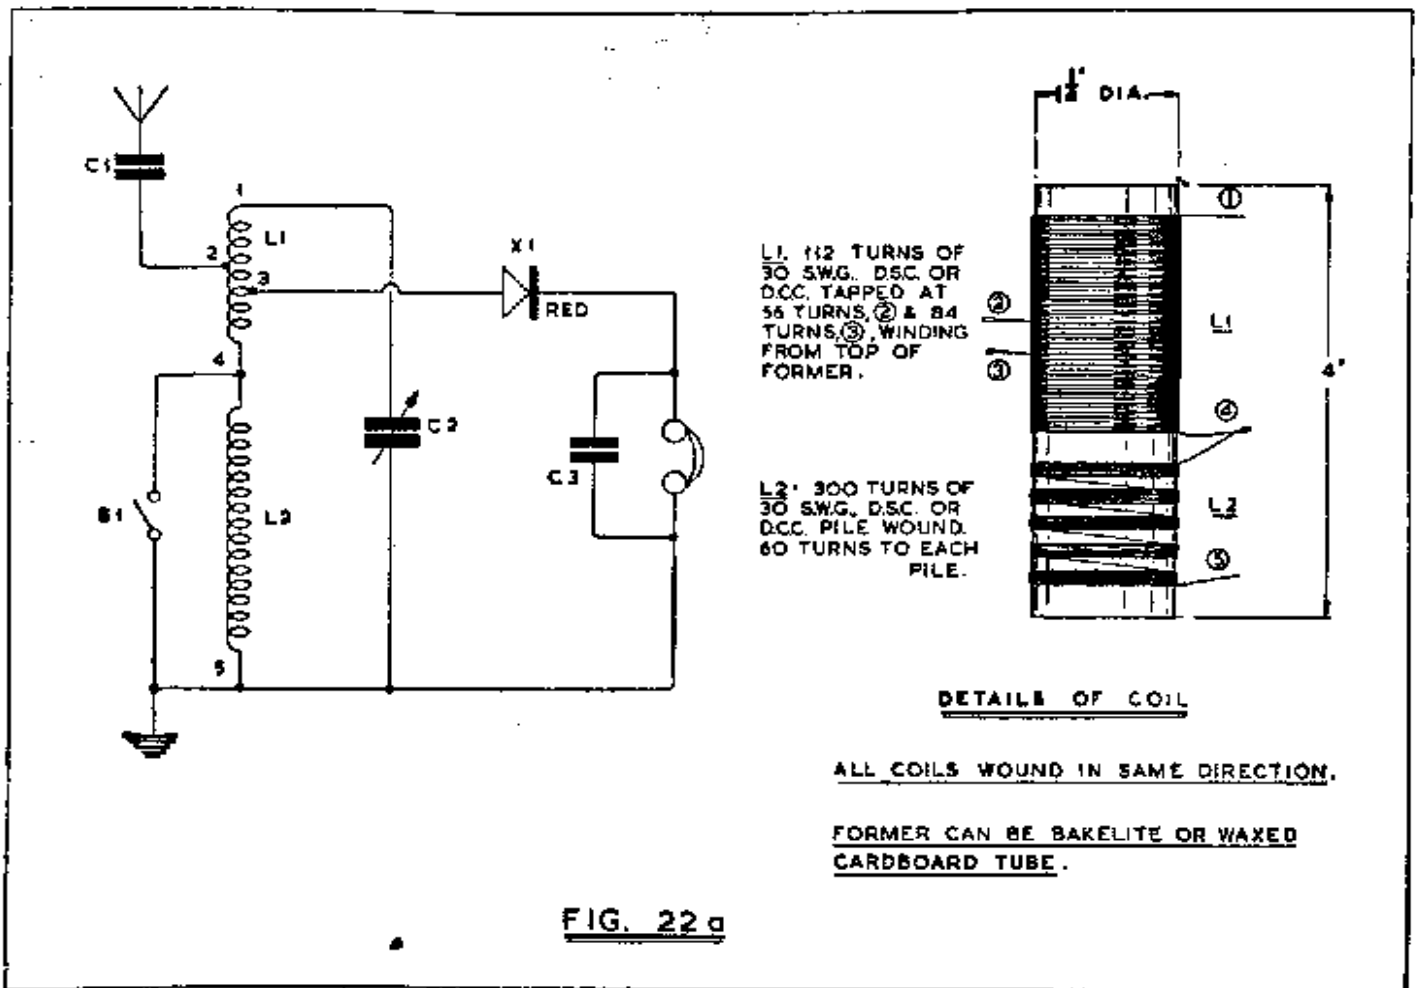 C1
1
L1
2
3
X1
RED
4
C2
C3
S1
L2
5
1½" DIA.
①
L1. 112 TURNS OF
30 S.W.G. D.S.C. OR
D.C.C. TAPPED AT
56 TURNS,② & 84
TURNS,③, WINDING
FROM TOP OF
FORMER.
②
③
L1
4"
④
L2: 300 TURNS OF
30 S.W.G. D.S.C. OR
D.C.C. PILE WOUND.
60 TURNS TO EACH
PILE.
L2
⑤
DETAILS OF COIL
ALL COILS WOUND IN SAME DIRECTION.
FORMER CAN BE BAKELITE OR WAXED
CARDBOARD TUBE.
FIG. 22a